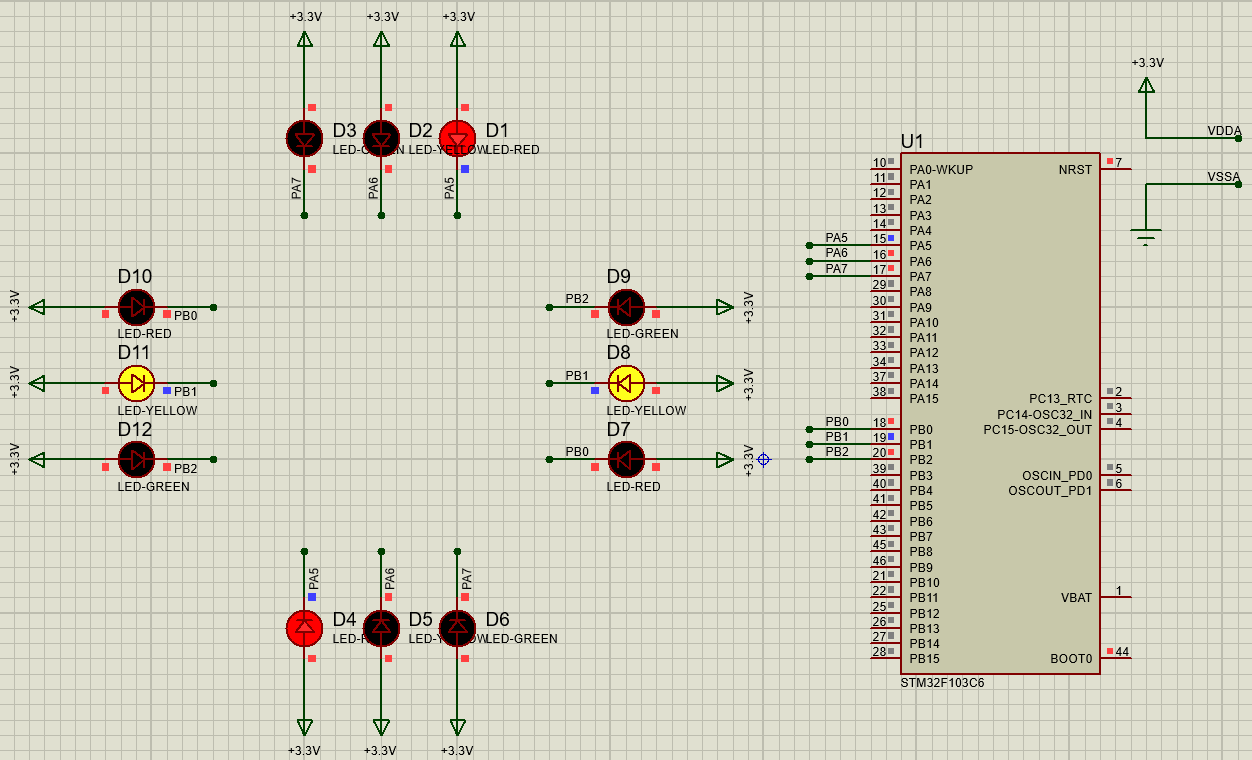 +3.3V +3.3V +3.3V
D3 D2 D1
LED-GREEN LED-YELLOW LED-RED
PA7 PA6 PA5
D10
+3.3V PB0
LED-RED
D11
+3.3V PB1
LED-YELLOW
D12
+3.3V PB2
LED-GREEN
D9
PB2 +3.3V
LED-GREEN
D8
PB1 +3.3V
LED-YELLOW
D7
PB0 +3.3V
LED-RED
PA5 PA6 PA7
D4 D5 D6
LED-R LED-YELLOW LED-GREEN
+3.3V +3.3V +3.3V
+3.3V
VDDA
VSSA
U1
10 PA0-WKUP NRST 7
11 PA1
12 PA2
13 PA3
14 PA4
PA5 15 PA5
PA6 16 PA6
PA7 17 PA7
29 PA8
30 PA9
31 PA10
32 PA11
33 PA12
34 PA13
37 PA14
38 PA15 PC13_RTC 2
PC14-OSC32_IN 3
PB0 18 PB0 PC15-OSC32_OUT 4
PB1 19 PB1
PB2 20 PB2
39 PB3 OSCIN_PD0 5
40 PB4 OSCOUT_PD1 6
41 PB5
42 PB6
43 PB7
45 PB8
46 PB9
21 PB10
22 PB11 VBAT 1
25 PB12
26 PB13
27 PB14
28 PB15 BOOT0 44
STM32F103C6